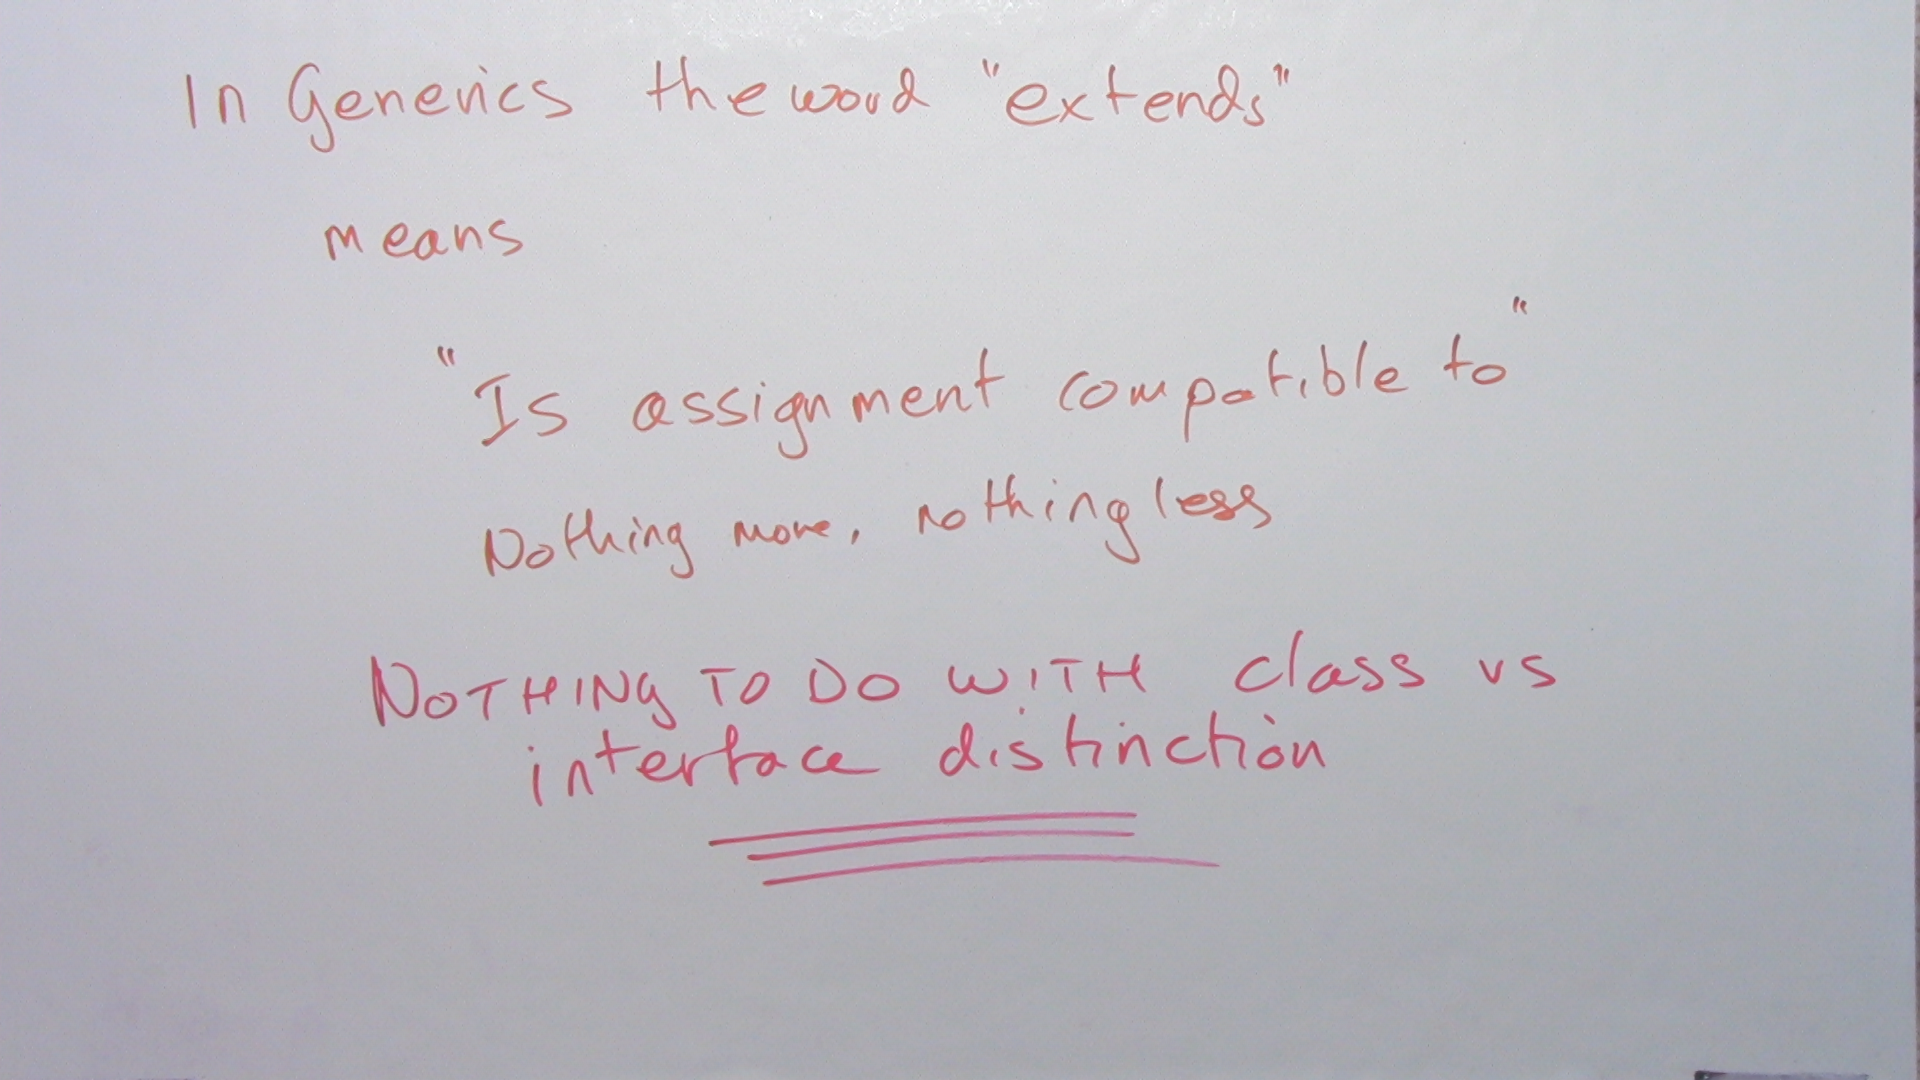 In Generics the word "extends"
means
"Is assignment compatible to"
Nothing more, nothing less
NOTHING TO DO WITH class vs
interface distinction